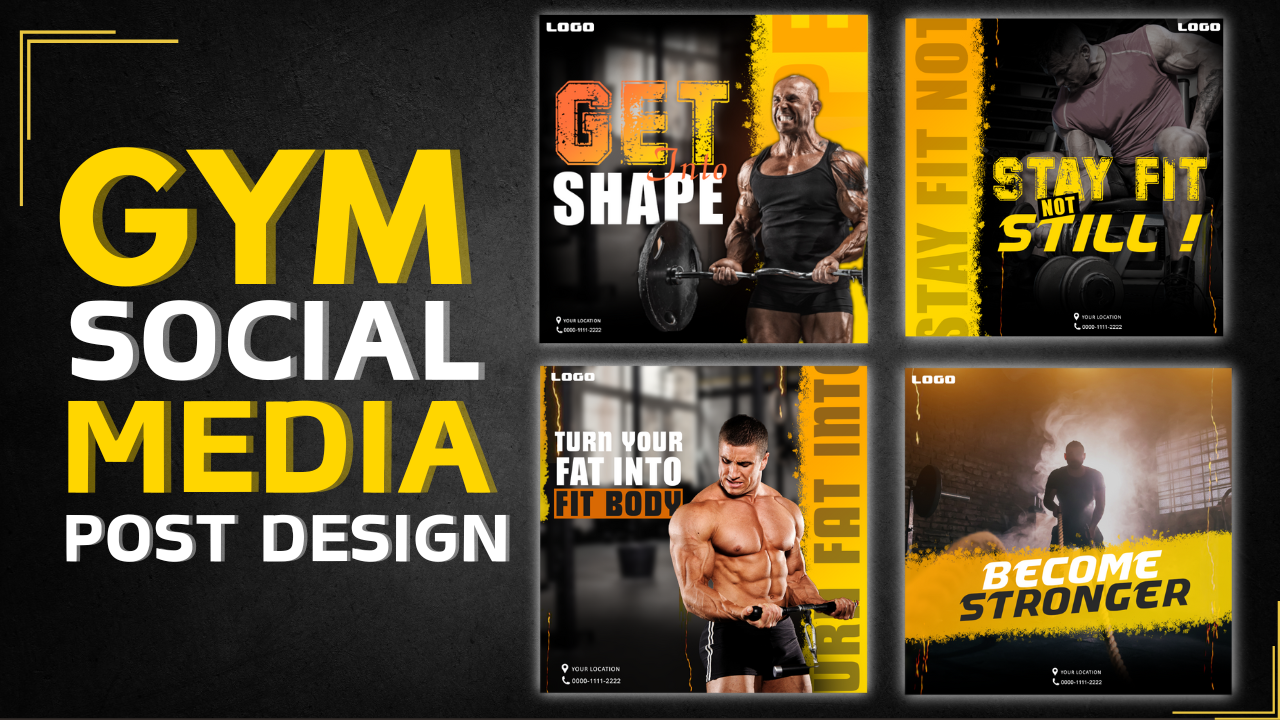 GYM
SOCIAL
MEDIA
POST DESIGN
LOGO
GET
Into
SHAPE
YOUR LOCATION
0000-1111-2222
LOGO
STAY FIT NOT
STAY FIT
NOT
STILL !
YOUR LOCATION
0000-1111-2222
LOGO
TURN YOUR
FAT INTO
FIT BODY
FAT INTO
YOUR LOCATION
0000-1111-2222
LOGO
BECOME
STRONGER
YOUR LOCATION
0000-1111-2222